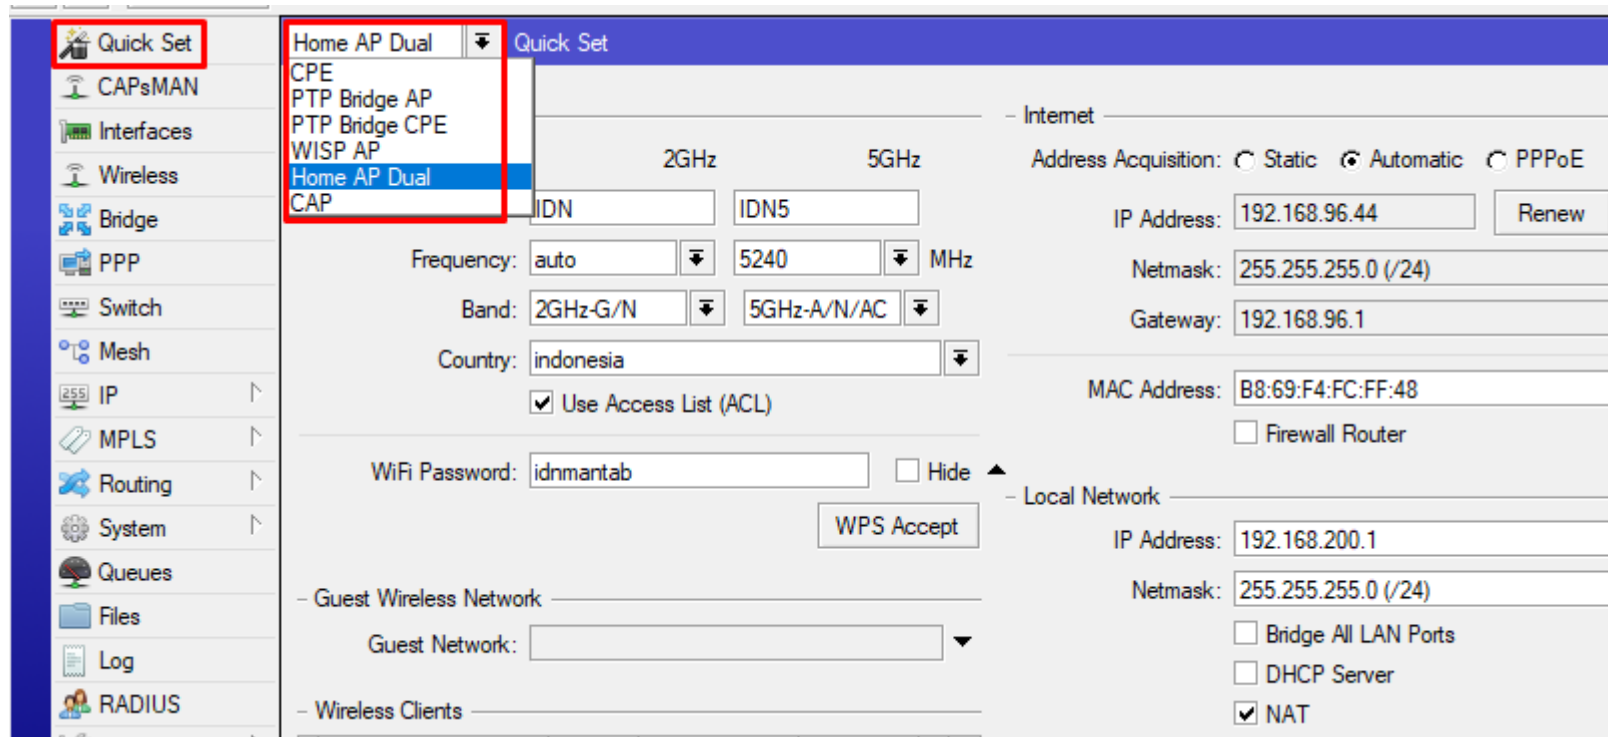 Quick Set
CAPsMAN
Interfaces
Wireless
Bridge
PPP
Switch
Mesh
IP
MPLS
Routing
System
Queues
Files
Log
RADIUS
Home AP Dual
Quick Set
CPE
PTP Bridge AP
PTP Bridge CPE
WISP AP
Home AP Dual
CAP
2GHz 5GHz
IDN IDN5
Frequency: auto 5240 MHz
Band: 2GHz-G/N 5GHz-A/N/AC
Country: indonesia
Use Access List (ACL)
WiFi Password: idnmantab Hide
WPS Accept
Guest Wireless Network
Guest Network:
Wireless Clients
Internet
Address Acquisition: Static Automatic PPPoE
IP Address: 192.168.96.44 Renew
Netmask: 255.255.255.0 (/24)
Gateway: 192.168.96.1
MAC Address: B8:69:F4:FC:FF:48
Firewall Router
Local Network
IP Address: 192.168.200.1
Netmask: 255.255.255.0 (/24)
Bridge All LAN Ports
DHCP Server
NAT